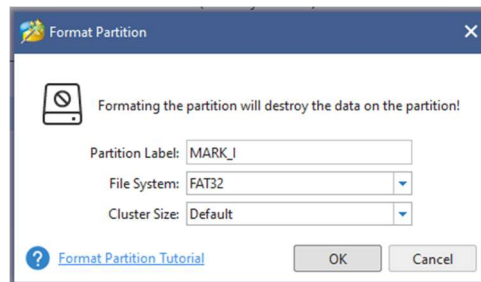 Format Partition
Formating the partition will destroy the data on the partition!
Partition Label: MARK_I
File System: FAT32
Cluster Size: Default
Format Partition Tutorial OK Cancel